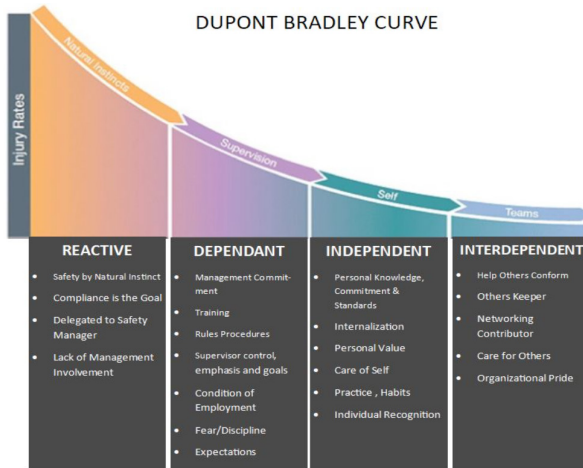 DUPONT BRADLEY CURVE
Injury Rates
Natural Instincts
Supervision
Self
Teams
REACTIVE
• Safety by Natural Instinct
• Compliance is the Goal
• Delegated to Safety
Manager
• Lack of Management
Involvement
DEPENDANT
• Management Commit-
ment
• Training
• Rules Procedures
• Supervisor control,
emphasis and goals
• Condition of
Employment
• Fear/Discipline
• Expectations
INDEPENDENT
• Personal Knowledge,
Commitment &
Standards
• Internalization
• Personal Value
• Care of Self
• Practice , Habits
• Individual Recognition
INTERDEPENDENT
• Help Others Conform
• Others Keeper
• Networking
Contributor
• Care for Others
• Organizational Pride